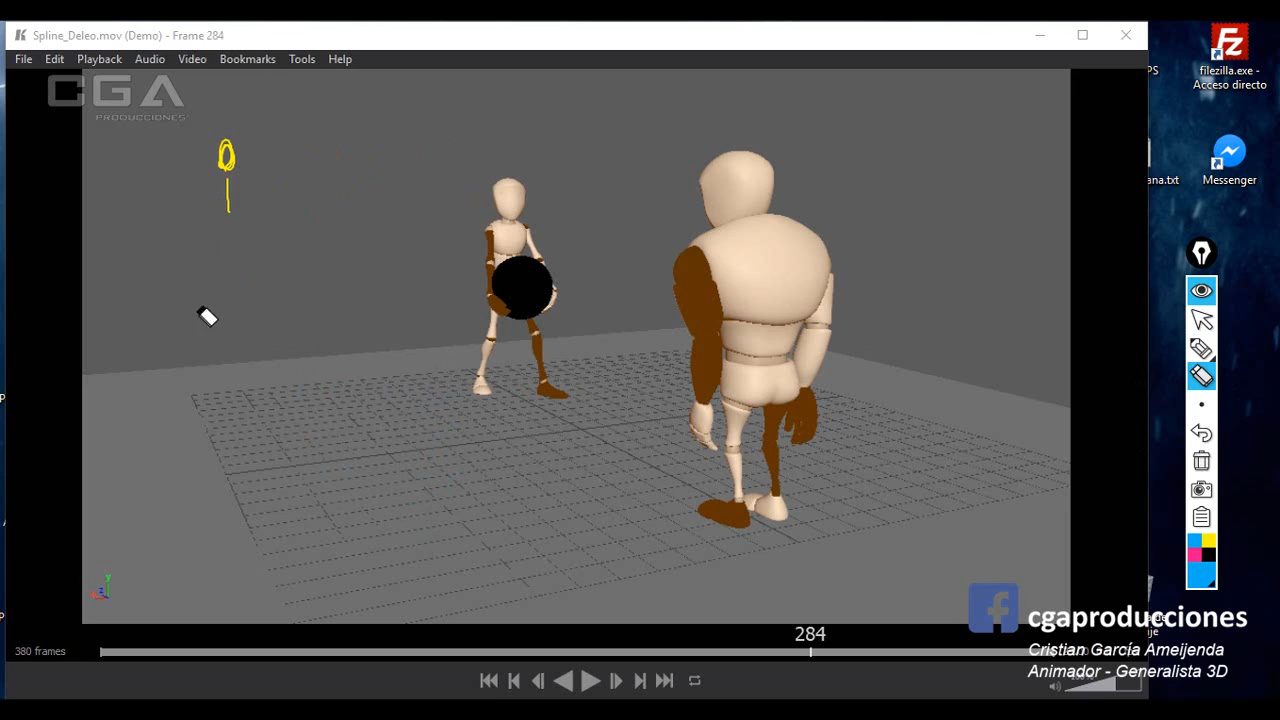 Spline_Deleo.mov (Demo) - Frame 284
File Edit Playback Audio Video Bookmarks Tools Help
CGA
PRODUCCIONES
PS
filezilla.exe -
Acceso directo
ana.txt
Messenger
y
284
380 frames
cgaproducciones
Cristian García Ameijenda
Animador - Generalista 3D